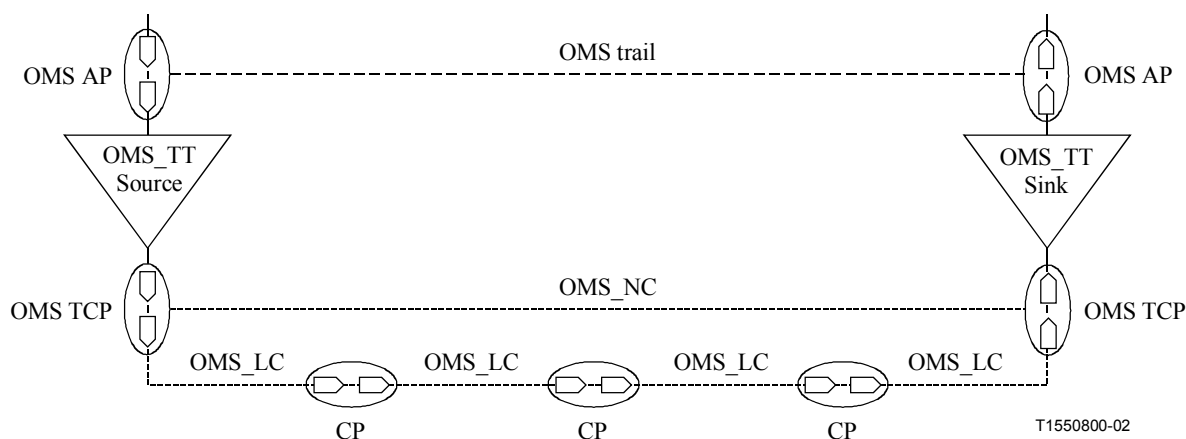 OMS trail
OMS AP
OMS AP
OMS_TT
Source
OMS_TT
Sink
OMS_NC
OMS TCP
OMS TCP
OMS_LC
OMS_LC
OMS_LC
OMS_LC
CP
CP
CP
T1550800-02